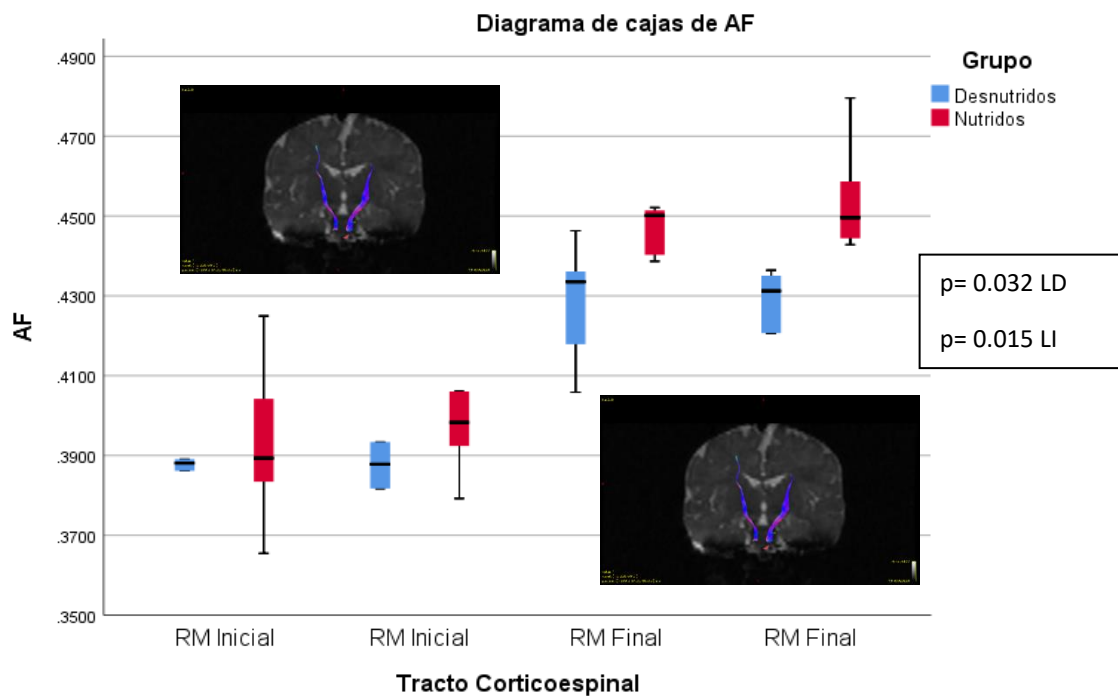 Diagrama de cajas de AF
Grupo
Desnutridos
Nutridos
.4900
.4700
.4500
.4300
.4100
.3900
.3700
.3500
AF
p= 0.032 LD
p= 0.015 LI
RM Inicial
RM Inicial
RM Final
RM Final
Tracto Corticoespinal